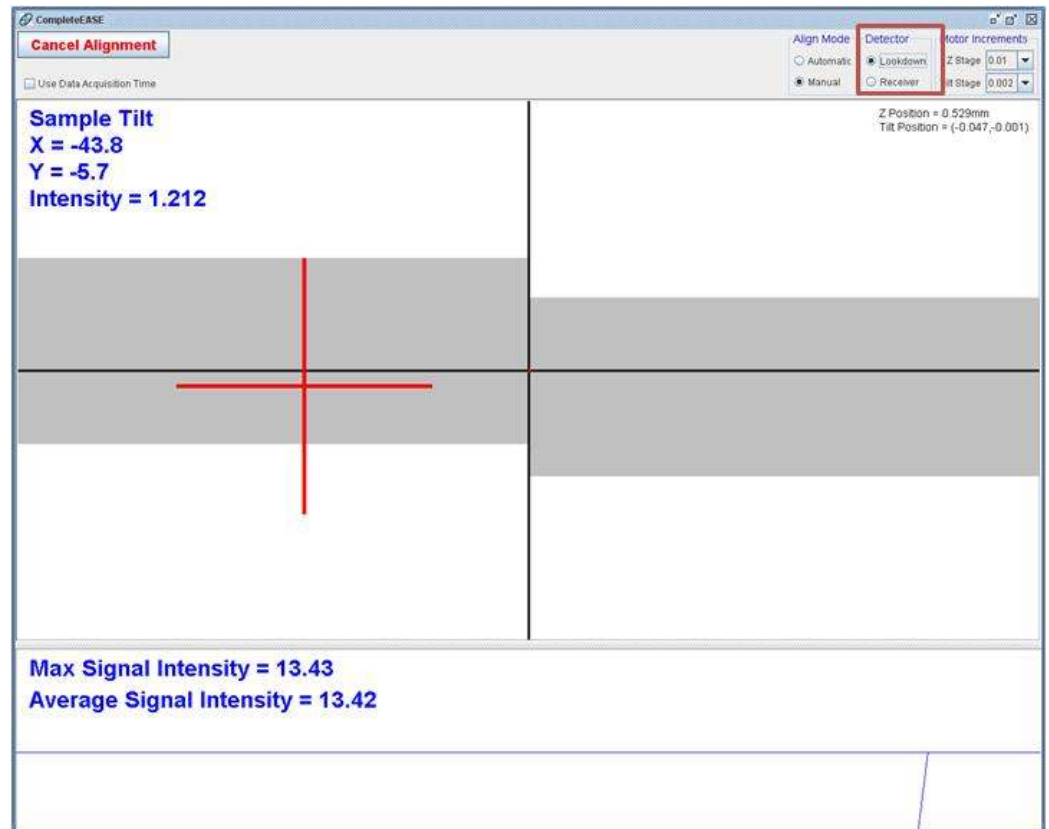 CompleteEASE
Cancel Alignment
Use Data Acquisition Time
Align Mode
Automatic
Manual
Detector
Lookdown
Receiver
Motor Increments
Z Stage 0.01
Tilt Stage 0.002
Sample Tilt
X = -43.8
Y = -5.7
Intensity = 1.212
Z Position = 0.529mm
Tilt Position = (-0.047,-0.001)
Max Signal Intensity = 13.43
Average Signal Intensity = 13.42